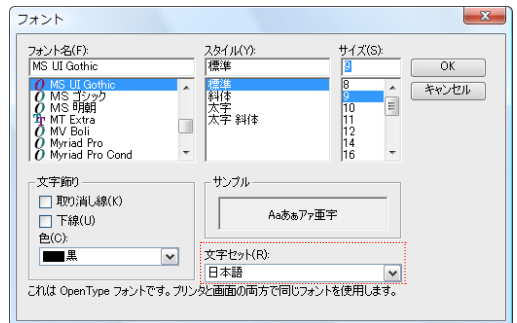 フォント
フォント名(F):
スタイル(Y):
サイズ(S):
MS UI Gothic
標準
9
OK
キャンセル
MS UI Gothic
MS ゴシック
MS 明朝
MT Extra
MV Boli
Myriad Pro
Myriad Pro Cond
標準
斜体
太字
太字 斜体
8
9
10
11
12
14
16
文字飾り
取り消し線(K)
下線(U)
色(C):
黒
サンプル
Aaあぁアァ亜宇
文字セット(R):
日本語
これは OpenType フォントです。プリンタと画面の両方で同じフォントを使用します。